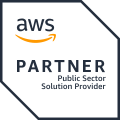 aws
PARTNER
Public Sector
Solution Provider